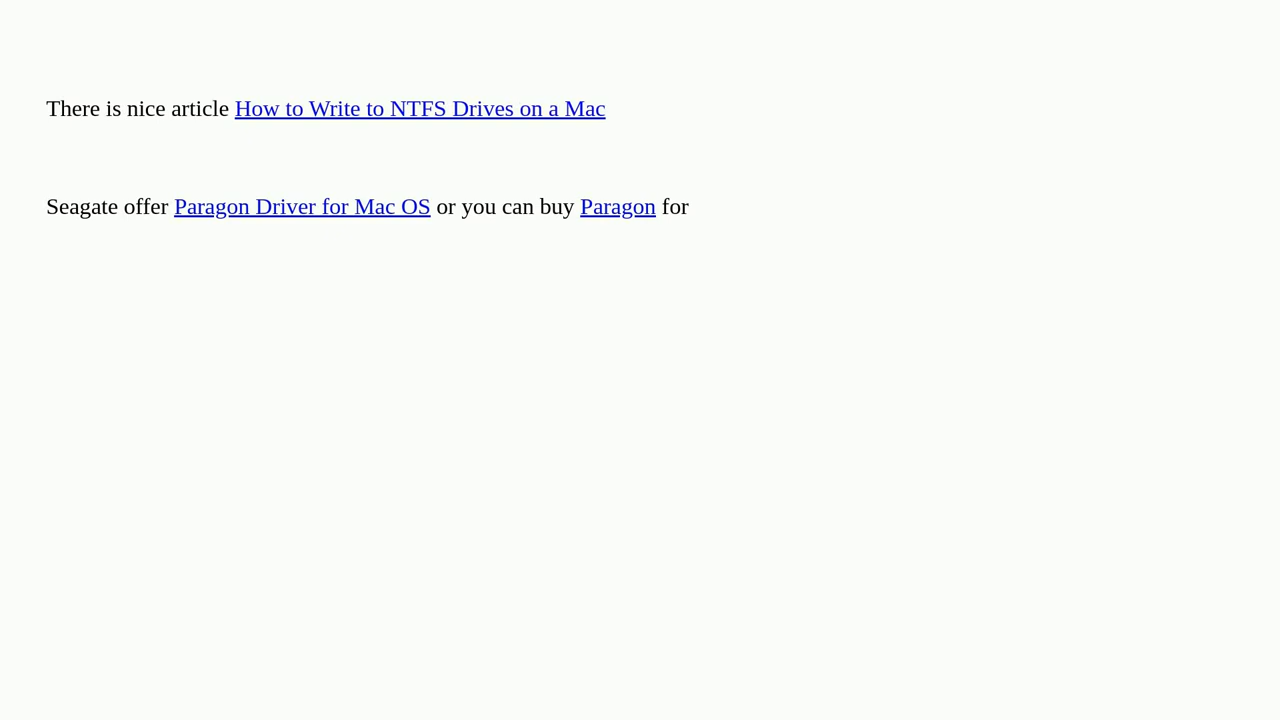 There is nice article How to Write to NTFS Drives on a Mac
Seagate offer Paragon Driver for Mac OS or you can buy Paragon for